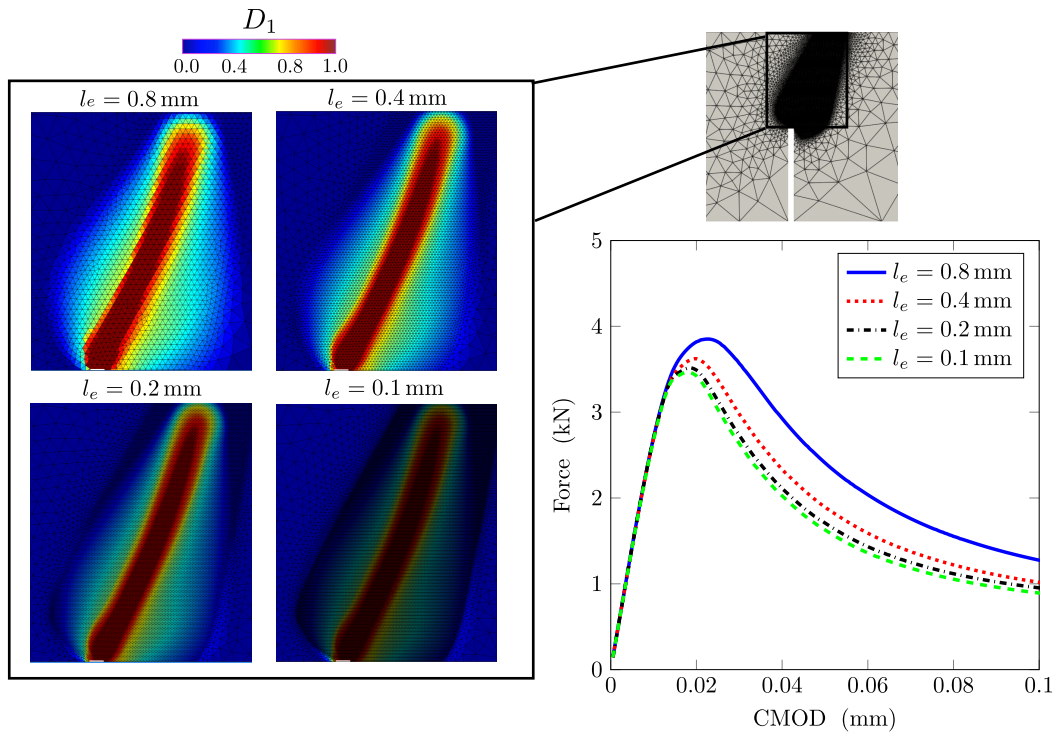 D₁
0.0 0.4 0.8 1.0
lₑ = 0.8 mm lₑ = 0.4 mm
lₑ = 0.2 mm lₑ = 0.1 mm
5
4
3
2
1
0
Force (kN)
lₑ = 0.8 mm
lₑ = 0.4 mm
lₑ = 0.2 mm
lₑ = 0.1 mm
0 0.02 0.04 0.06 0.08 0.1
CMOD (mm)